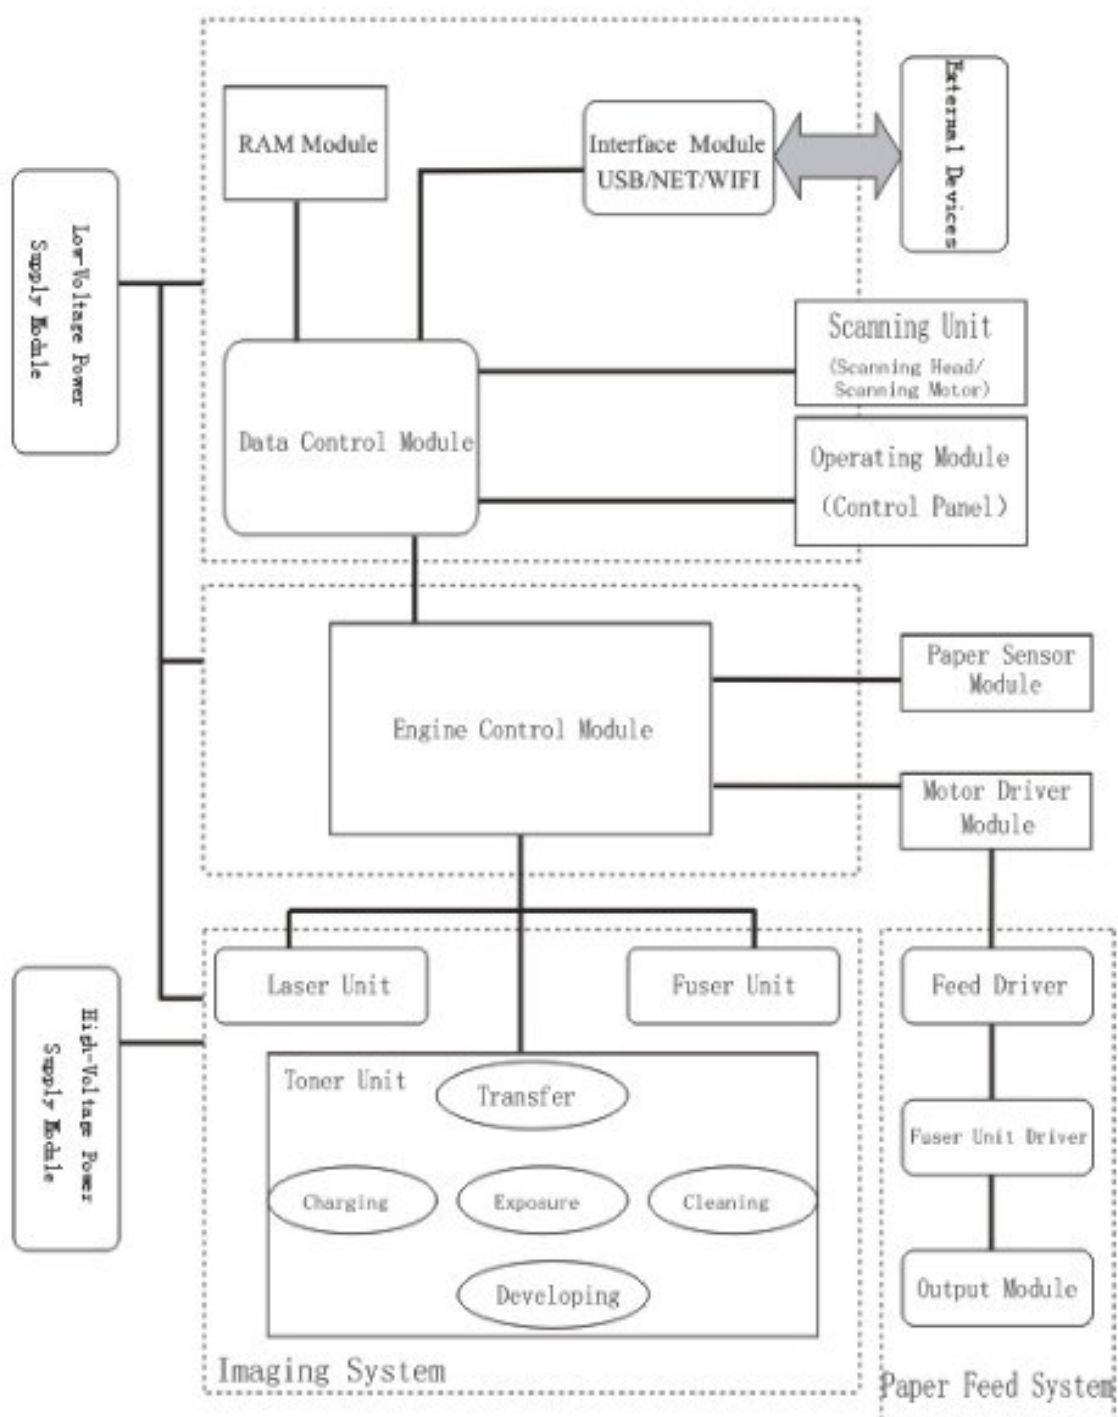 RAM Module
Interface Module
USB/NET/WIFI
External Devices
Low-Voltage Power
Supply Module
Scanning Unit
(Scanning Head/
Scanning Motor)
Data Control Module
Operating Module
(Control Panel)
Engine Control Module
Paper Sensor
Module
Motor Driver
Module
High-Voltage Power
Supply Module
Laser Unit
Fuser Unit
Feed Driver
Toner Unit
Transfer
Fuser Unit Driver
Charging
Exposure
Cleaning
Developing
Output Module
Imaging System
Paper Feed System